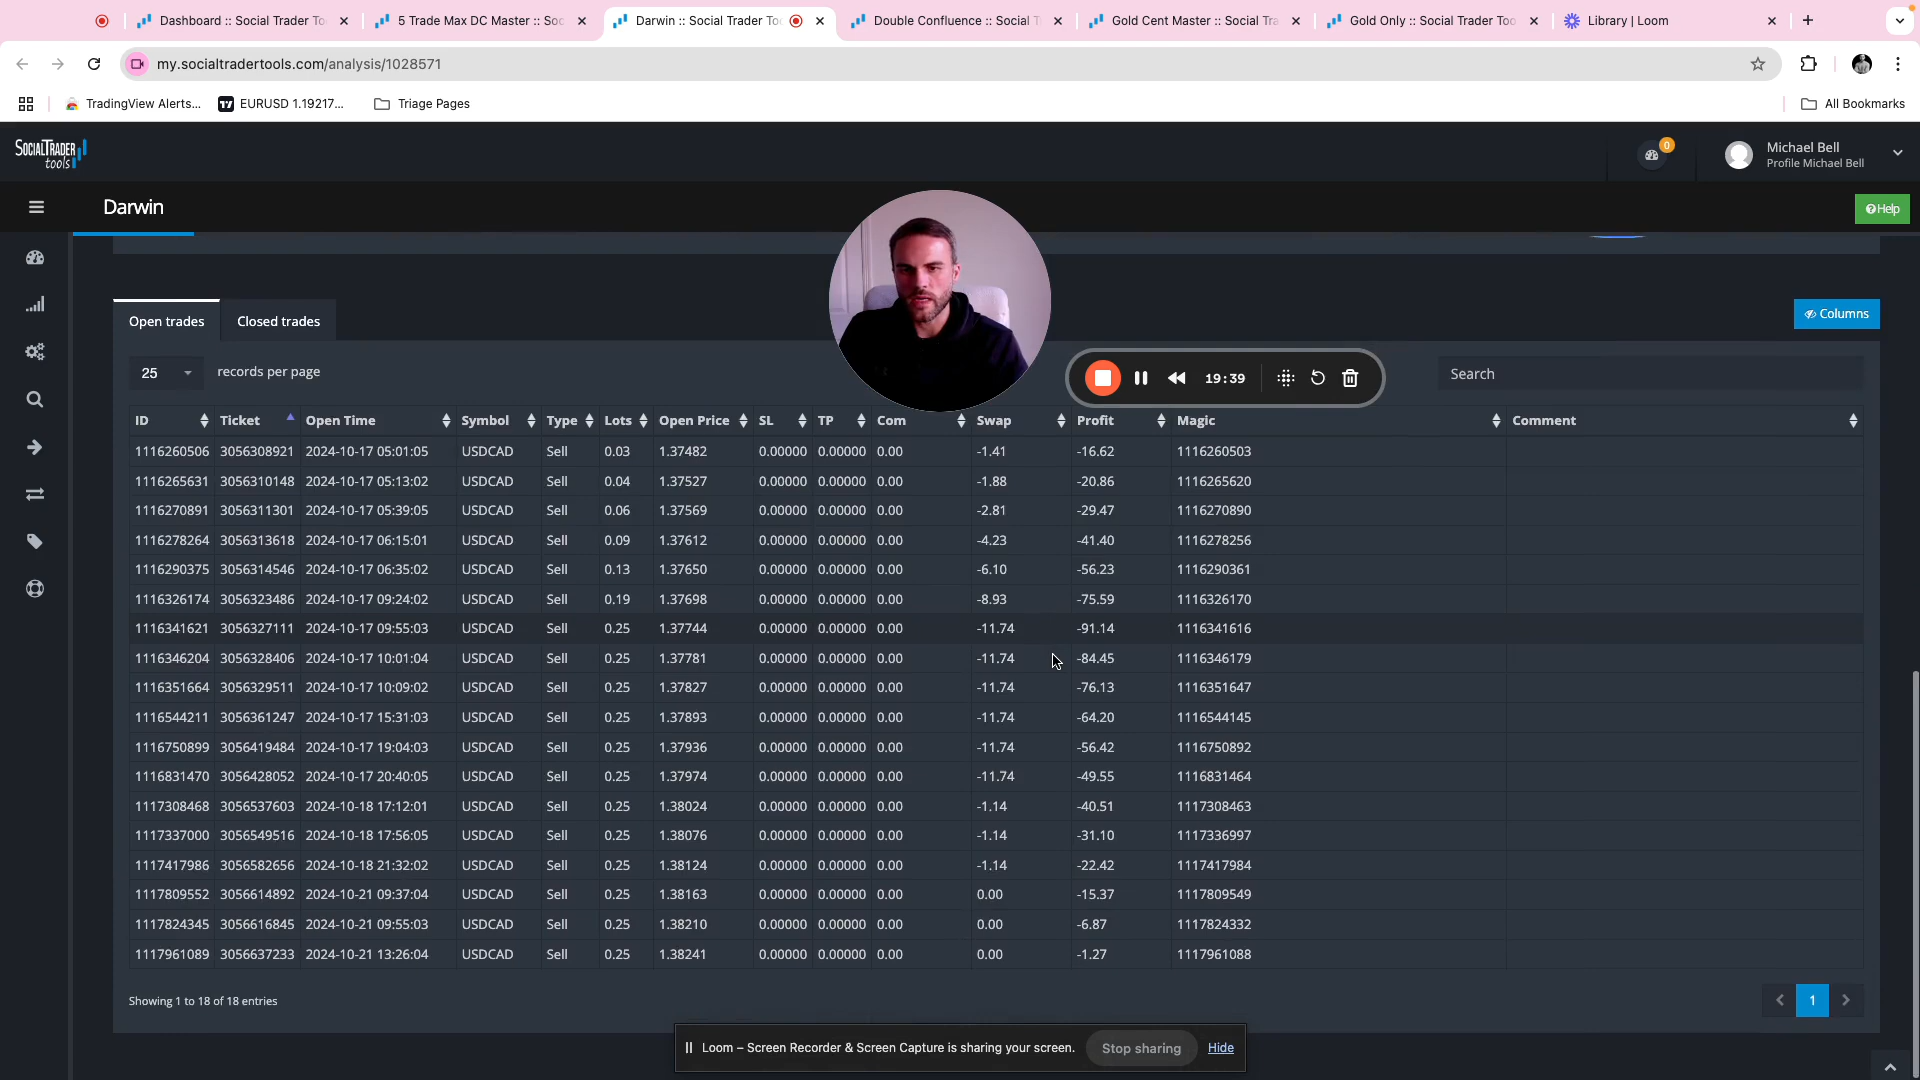 Dashboard :: Social Trader To
5 Trade Max DC Master :: Soc
Darwin :: Social Trader Too
Double Confluence :: Social T
Gold Cent Master :: Social Tra
Gold Only :: Social Trader Too
Library | Loom
my.socialtradertools.com/analysis/1028571
TradingView Alerts...
EURUSD 1.19217...
Triage Pages
All Bookmarks
SOCIALTRADER tools
0
Michael Bell
Profile Michael Bell
Darwin
Help
Open trades
Closed trades
Columns
25 records per page
19:39
Search
ID Ticket Open Time Symbol Type Lots Open Price SL TP Com Swap Profit Magic Comment
1116260506 3056308921 2024-10-17 05:01:05 USDCAD Sell 0.03 1.37482 0.00000 0.00000 0.00 -1.41 -16.62 1116260503
1116265631 3056310148 2024-10-17 05:13:02 USDCAD Sell 0.04 1.37527 0.00000 0.00000 0.00 -1.88 -20.86 1116265620
1116270891 3056311301 2024-10-17 05:39:05 USDCAD Sell 0.06 1.37569 0.00000 0.00000 0.00 -2.81 -29.47 1116270890
1116278264 3056313618 2024-10-17 06:15:01 USDCAD Sell 0.09 1.37612 0.00000 0.00000 0.00 -4.23 -41.40 1116278256
1116290375 3056314546 2024-10-17 06:35:02 USDCAD Sell 0.13 1.37650 0.00000 0.00000 0.00 -6.10 -56.23 1116290361
1116326174 3056323486 2024-10-17 09:24:02 USDCAD Sell 0.19 1.37698 0.00000 0.00000 0.00 -8.93 -75.59 1116326170
1116341621 3056327111 2024-10-17 09:55:03 USDCAD Sell 0.25 1.37744 0.00000 0.00000 0.00 -11.74 -91.14 1116341616
1116346204 3056328406 2024-10-17 10:01:04 USDCAD Sell 0.25 1.37781 0.00000 0.00000 0.00 -11.74 -84.45 1116346179
1116351664 3056329511 2024-10-17 10:09:02 USDCAD Sell 0.25 1.37827 0.00000 0.00000 0.00 -11.74 -76.13 1116351647
1116544211 3056361247 2024-10-17 15:31:03 USDCAD Sell 0.25 1.37893 0.00000 0.00000 0.00 -11.74 -64.20 1116544145
1116750899 3056419484 2024-10-17 19:04:03 USDCAD Sell 0.25 1.37936 0.00000 0.00000 0.00 -11.74 -56.42 1116750892
1116831470 3056428052 2024-10-17 20:40:05 USDCAD Sell 0.25 1.37974 0.00000 0.00000 0.00 -11.74 -49.55 1116831464
1117308468 3056537603 2024-10-18 17:12:01 USDCAD Sell 0.25 1.38024 0.00000 0.00000 0.00 -1.14 -40.51 1117308463
1117337000 3056549516 2024-10-18 17:56:05 USDCAD Sell 0.25 1.38076 0.00000 0.00000 0.00 -1.14 -31.10 1117336997
1117417986 3056582656 2024-10-18 21:32:02 USDCAD Sell 0.25 1.38124 0.00000 0.00000 0.00 -1.14 -22.42 1117417984
1117809552 3056614892 2024-10-21 09:37:04 USDCAD Sell 0.25 1.38163 0.00000 0.00000 0.00 0.00 -15.37 1117809549
1117824345 3056616845 2024-10-21 09:55:03 USDCAD Sell 0.25 1.38210 0.00000 0.00000 0.00 0.00 -6.87 1117824332
1117961089 3056637233 2024-10-21 13:26:04 USDCAD Sell 0.25 1.38241 0.00000 0.00000 0.00 0.00 -1.27 1117961088
Showing 1 to 18 of 18 entries
1
Loom – Screen Recorder & Screen Capture is sharing your screen.
Stop sharing
Hide